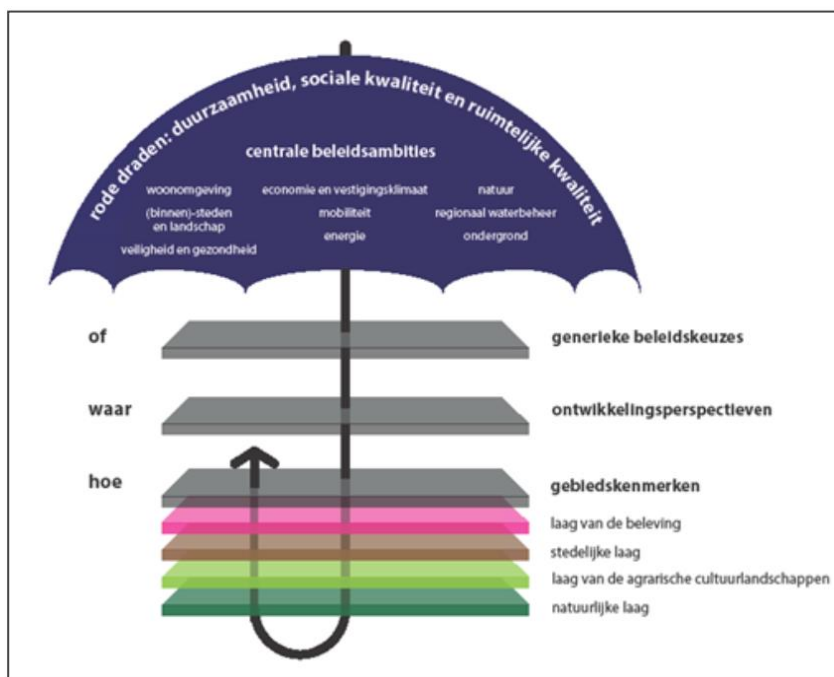 rode draden: duurzaamheid, sociale kwaliteit en ruimtelijke kwaliteit
centrale beleidsambities
woonomgeving
(binnen)-steden
en landschap
veiligheid en gezondheid
economie en vestigingsklimaat
mobiliteit
energie
natuur
regionaal waterbeheer
ondergrond
of
generieke beleidskeuzes
waar
ontwikkelingsperspectieven
hoe
gebiedskenmerken
laag van de beleving
stedelijke laag
laag van de agrarische cultuurlandschappen
natuurlijke laag